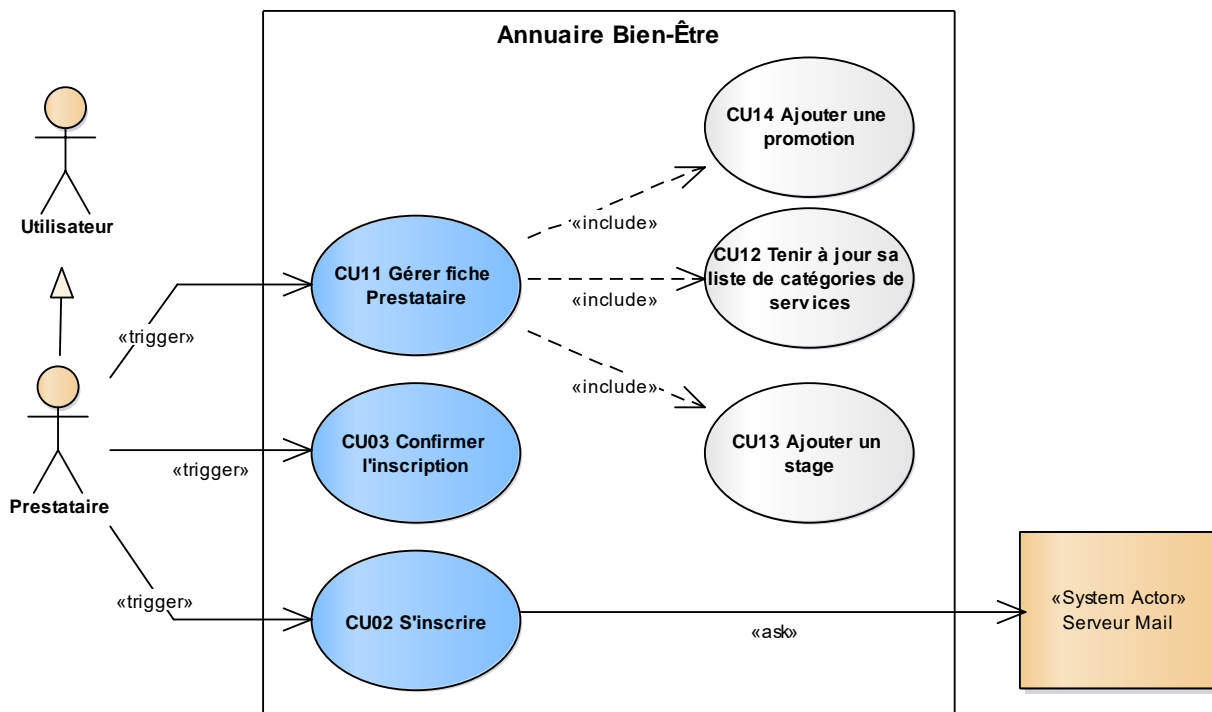 Annuaire Bien-Être
Utilisateur
Prestataire
«trigger»
«trigger»
«trigger»
CU11 Gérer fiche
Prestataire
CU03 Confirmer
l'inscription
CU02 S'inscrire
«include»
«include»
«include»
CU14 Ajouter une
promotion
CU12 Tenir à jour sa
liste de catégories de
services
CU13 Ajouter un
stage
«ask»
«System Actor»
Serveur Mail